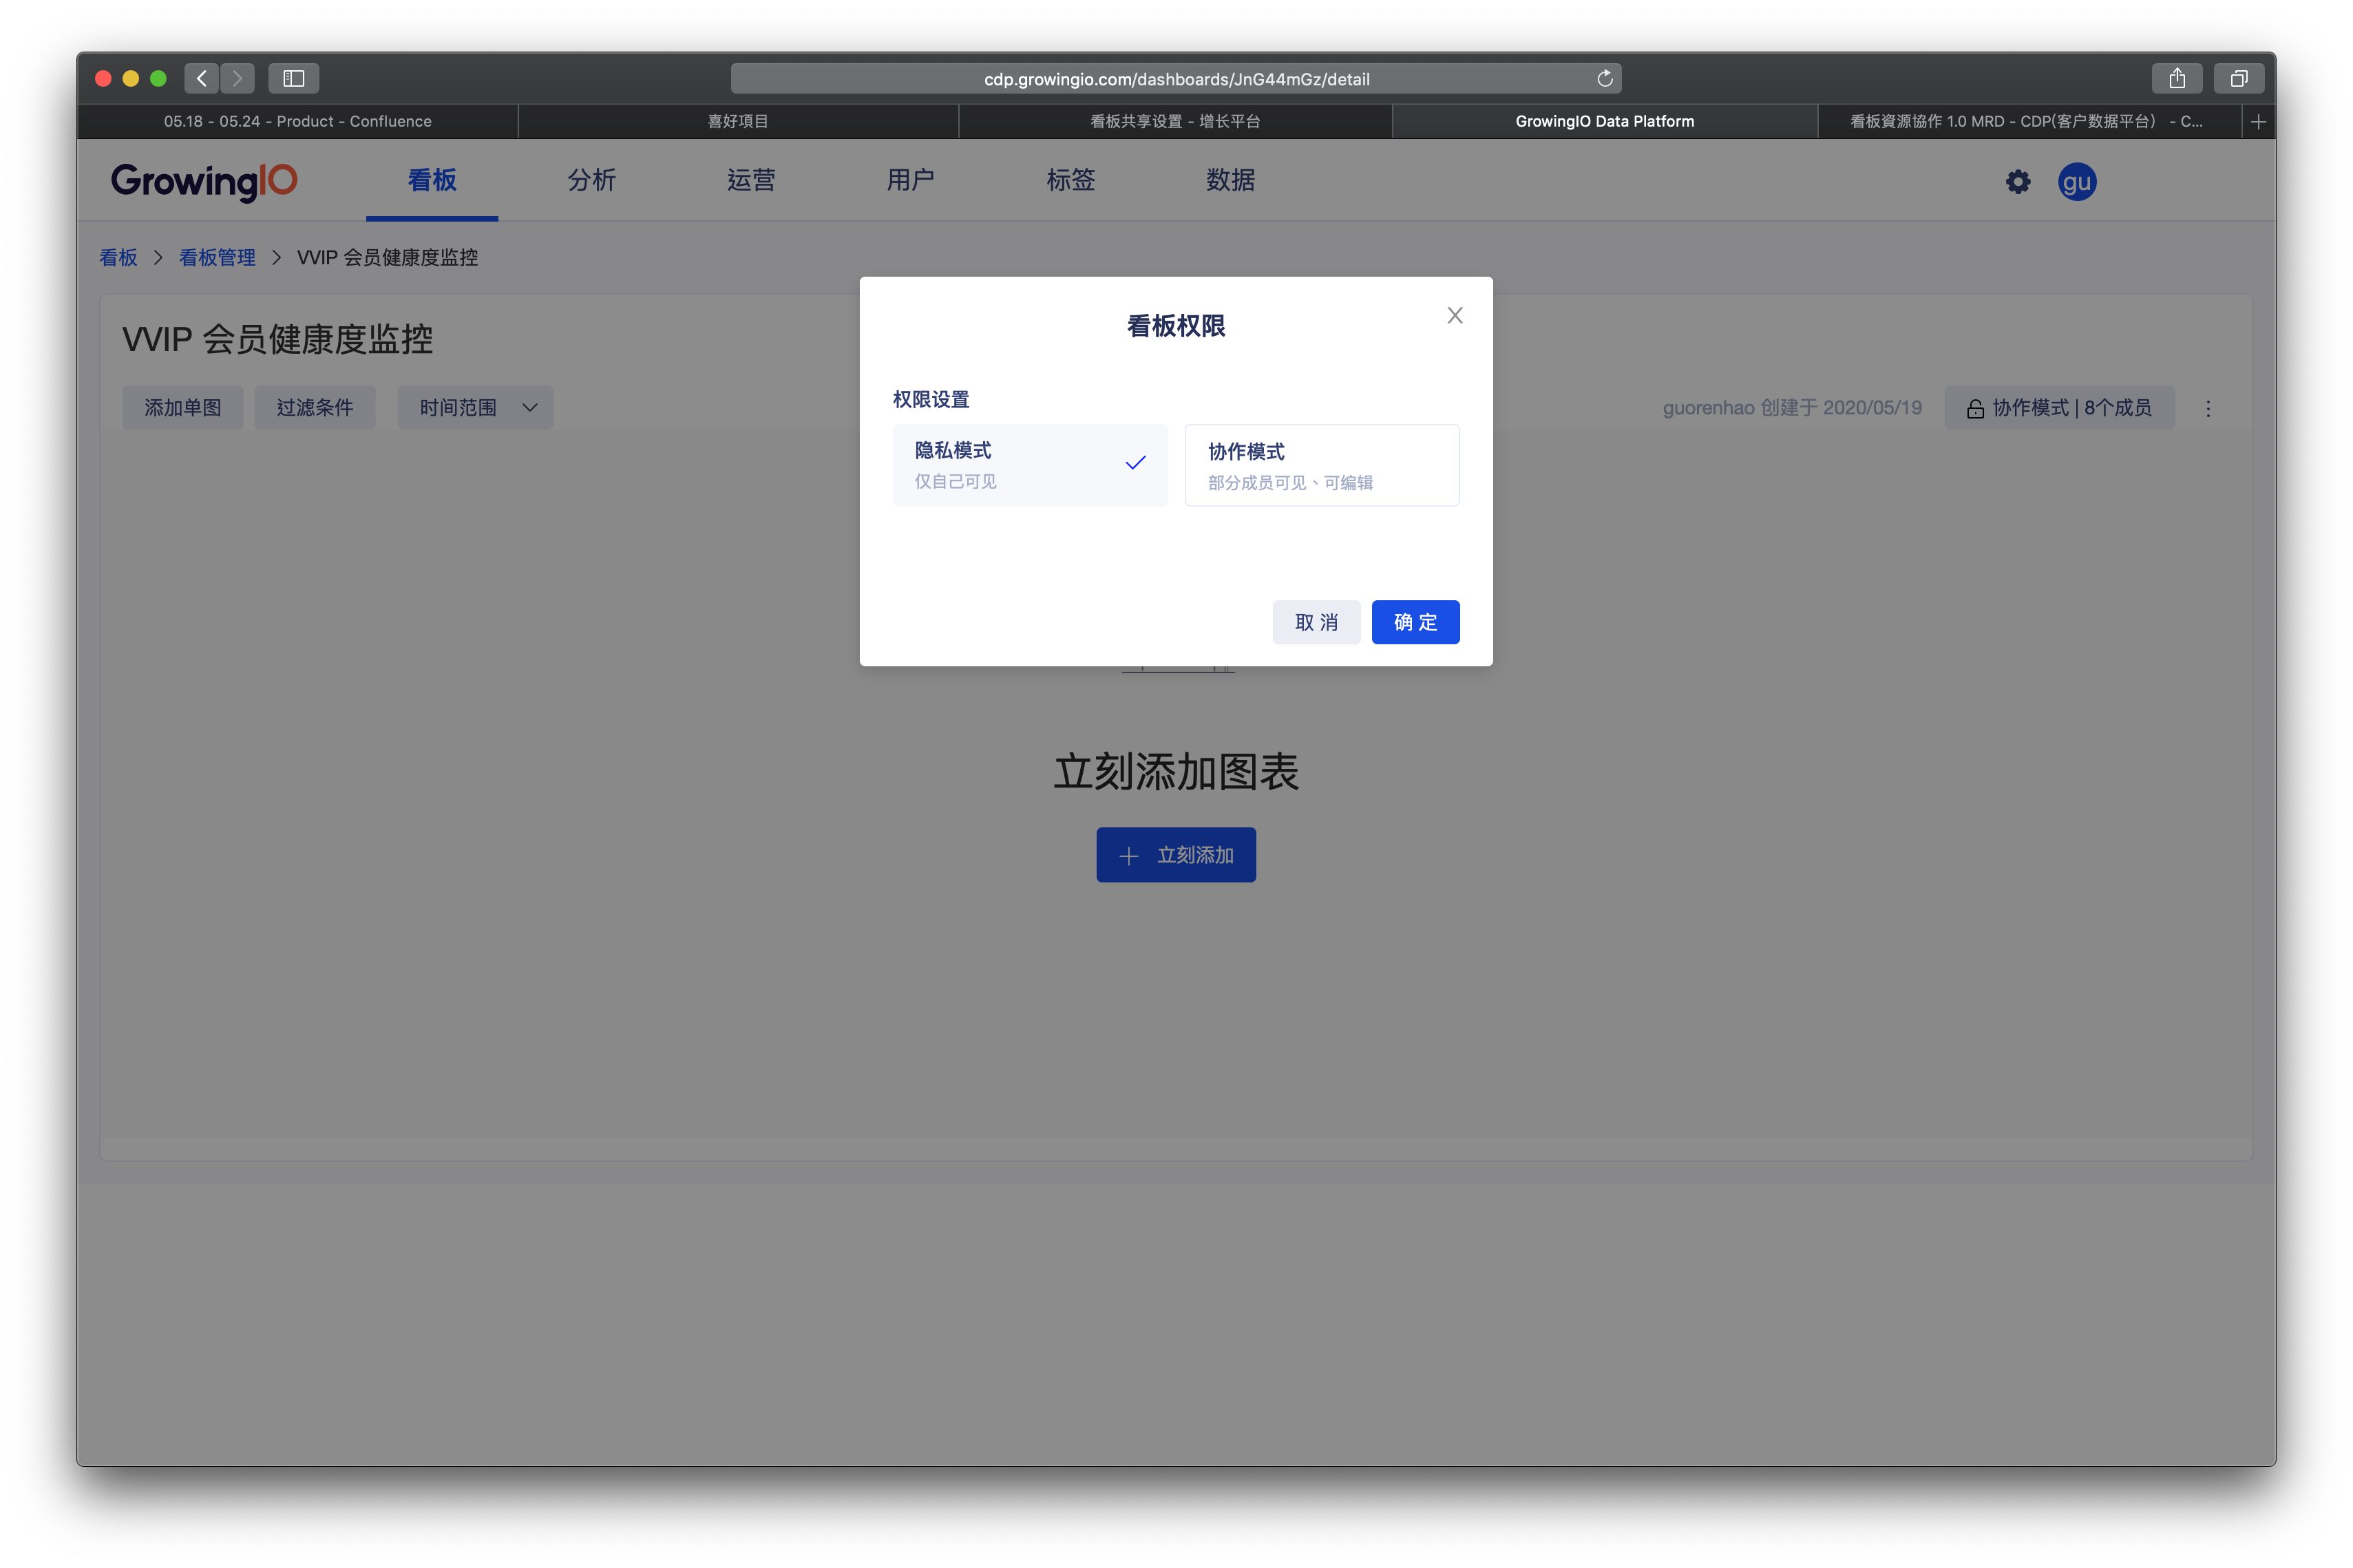 cdp.growingio.com/dashboards/JnG44mGz/detail
05.18 - 05.24 - Product - Confluence
喜好項目
看板共享设置 - 增长平台
GrowingIO Data Platform
看板資源協作 1.0 MRD - CDP(客户数据平台) - C...
GrowingIO
看板
分析
运营
用户
标签
数据
gu
看板 > 看板管理 > VVIP 会员健康度监控
VVIP 会员健康度监控
添加单图
过滤条件
时间范围
guorenhao 创建于 2020/05/19
协作模式 | 8个成员
看板权限
权限设置
隐私模式
仅自己可见
协作模式
部分成员可见、可编辑
取 消
确 定
立刻添加图表
立刻添加